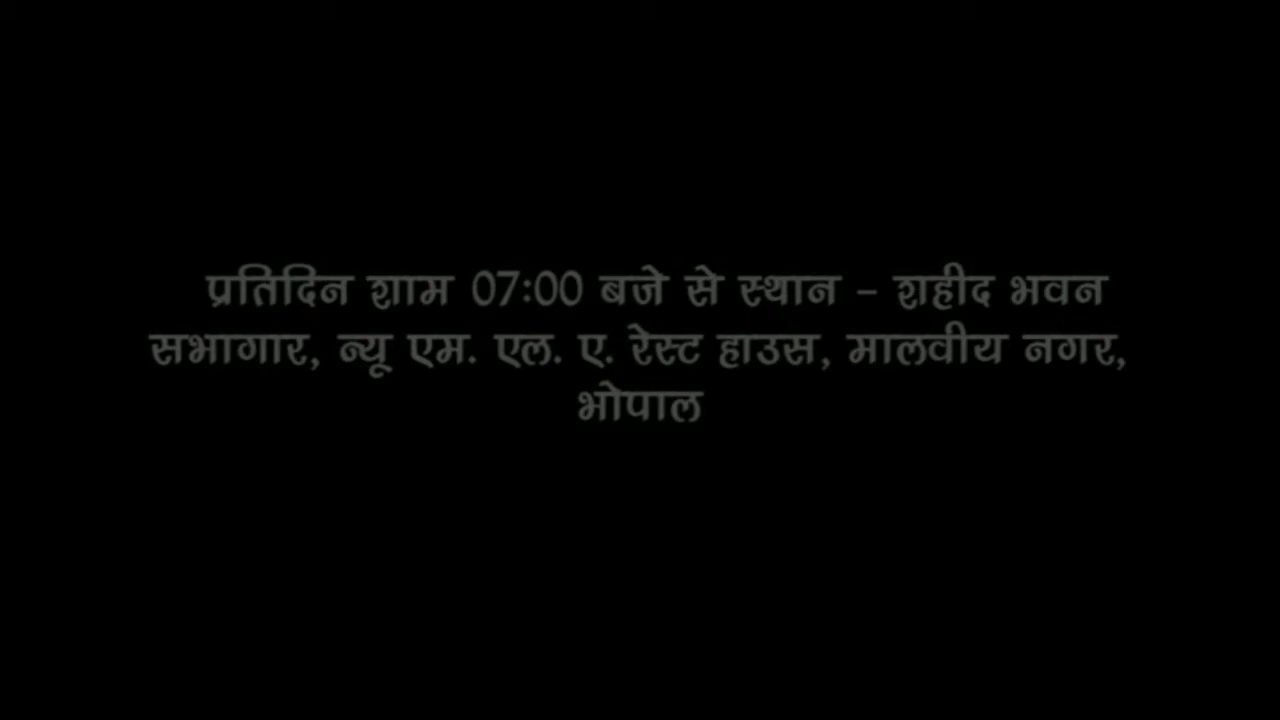 प्रतिदिन शाम 07:00 बजे से स्थान – शहीद भवन
सभागार, न्यू एम. एल. ए. रेस्ट हाउस, मालवीय नगर,
भोपाल